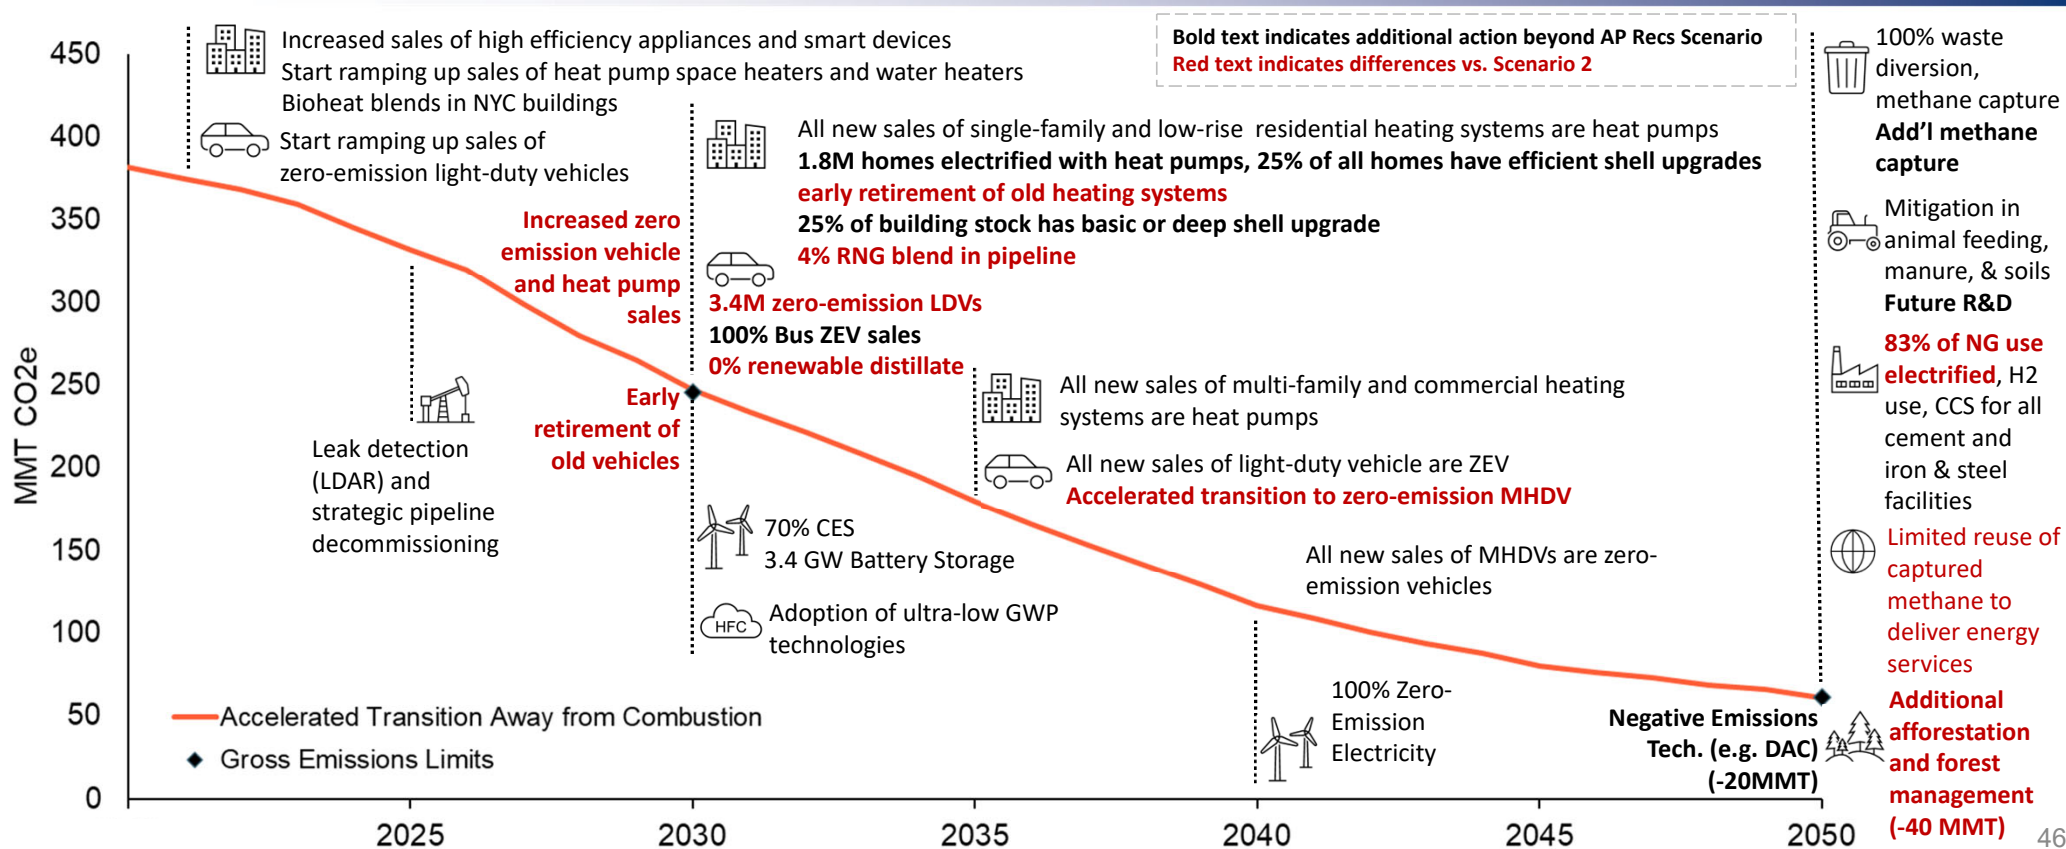 Increased sales of high efficiency appliances and smart devices
Start ramping up sales of heat pump space heaters and water heaters
Bioheat blends in NYC buildings
Start ramping up sales of
zero-emission light-duty vehicles
Bold text indicates additional action beyond AP Recs Scenario
Red text indicates differences vs. Scenario 2
All new sales of single-family and low-rise residential heating systems are heat pumps
1.8M homes electrified with heat pumps, 25% of all homes have efficient shell upgrades
early retirement of old heating systems
25% of building stock has basic or deep shell upgrade
4% RNG blend in pipeline
Increased zero
emission vehicle
and heat pump
sales
3.4M zero-emission LDVs
100% Bus ZEV sales
0% renewable distillate
Early
retirement of
old vehicles
Leak detection
(LDAR) and
strategic pipeline
decommissioning
All new sales of multi-family and commercial heating
systems are heat pumps
All new sales of light-duty vehicle are ZEV
Accelerated transition to zero-emission MHDV
70% CES
3.4 GW Battery Storage
HFC
Adoption of ultra-low GWP
technologies
All new sales of MHDVs are zero-
emission vehicles
100% Zero-
Emission
Electricity
Negative Emissions
Tech. (e.g. DAC)
(-20MMT)
100% waste
diversion,
methane capture
Add'l methane
capture
Mitigation in
animal feeding,
manure, & soils
Future R&D
83% of NG use
electrified, H2
use, CCS for all
cement and
iron & steel
facilities
Limited reuse of
captured
methane to
deliver energy
services
Additional
afforestation
and forest
management
(-40 MMT)
MMT CO2e
450
400
350
300
250
200
150
100
50
0
Accelerated Transition Away from Combustion
Gross Emissions Limits
2025
2030
2035
2040
2045
2050
46